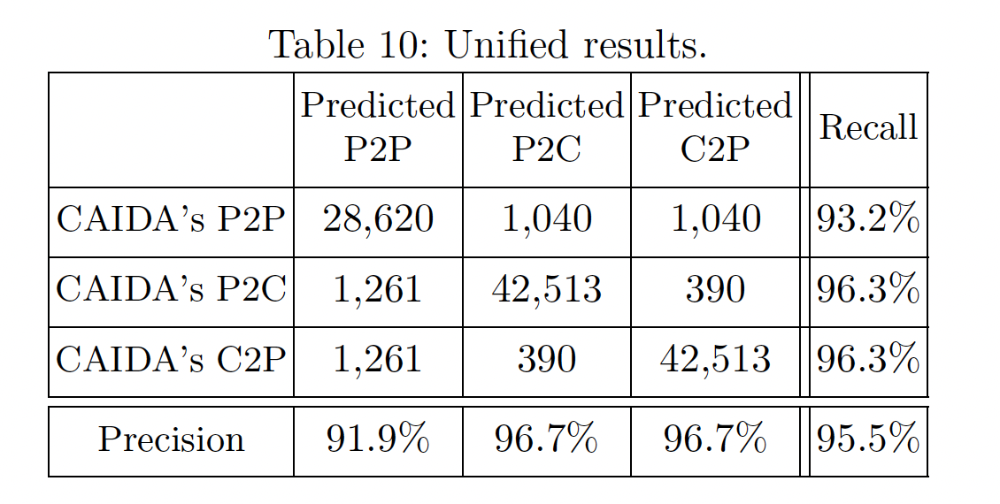 Table 10: Unified results.
Predicted P2P Predicted P2C Predicted C2P Recall
CAIDA's P2P 28,620 1,040 1,040 93.2%
CAIDA's P2C 1,261 42,513 390 96.3%
CAIDA's C2P 1,261 390 42,513 96.3%
Precision 91.9% 96.7% 96.7% 95.5%